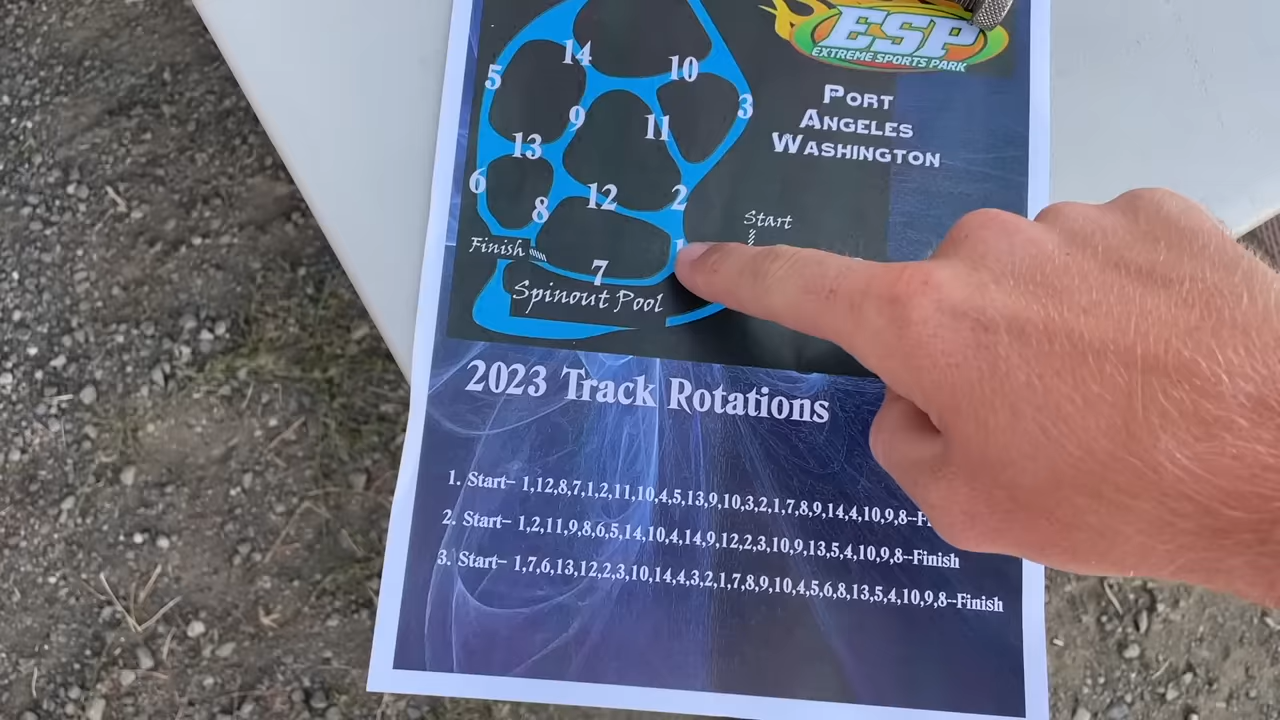 ESP
EXTREME SPORTS PARK
PORT
ANGELES
WASHINGTON
14
10
5
3
9
11
13
6
12
2
8
Start
Finish
1
7
Spinout Pool
2023 Track Rotations
1. Start– 1,12,8,7,1,2,11,10,4,5,13,9,10,3,2,1,7,8,9,14,4,10,9,8–
2. Start– 1,2,11,9,8,6,5,14,10,4,14,9,12,2,3,10,9,13,5,4,10,9,8–Finish
3. Start– 1,7,6,13,12,2,3,10,14,4,3,2,1,7,8,9,10,4,5,6,8,13,5,4,10,9,8–Finish